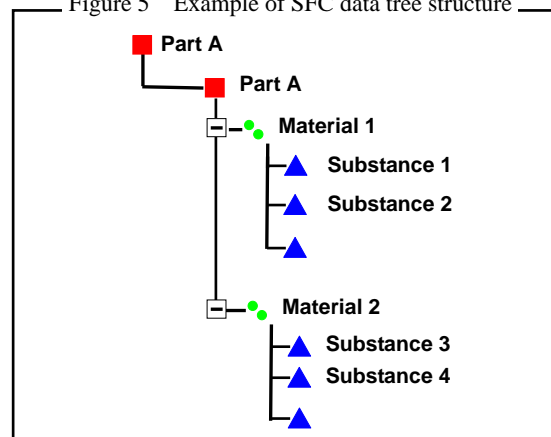 Figure 5 Example of SFC data tree structure
Part A
Part A
Material 1
Substance 1
Substance 2
Material 2
Substance 3
Substance 4